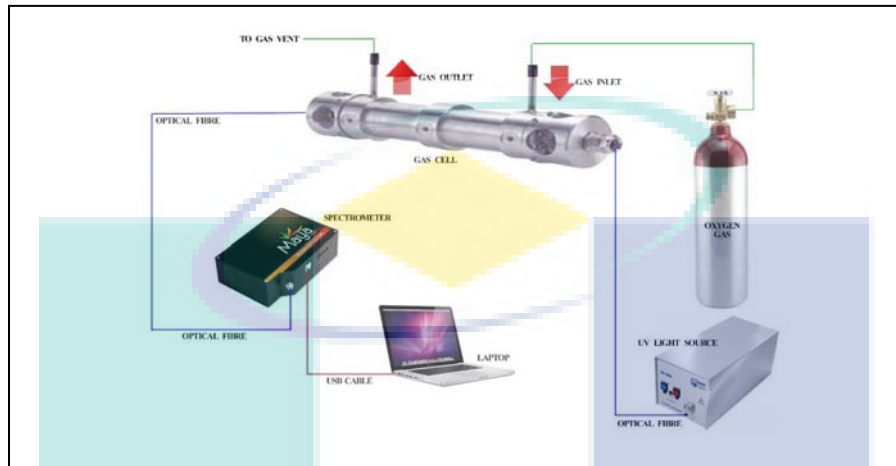 TO GAS VENT
GAS OUTLET
GAS INLET
OPTICAL FIBRE
GAS CELL
SPECTROMETER
Maya
OXYGEN
GAS
UV LIGHT SOURCE
LAPTOP
OPTICAL FIBRE
USB CABLE
OPTICAL FIBRE